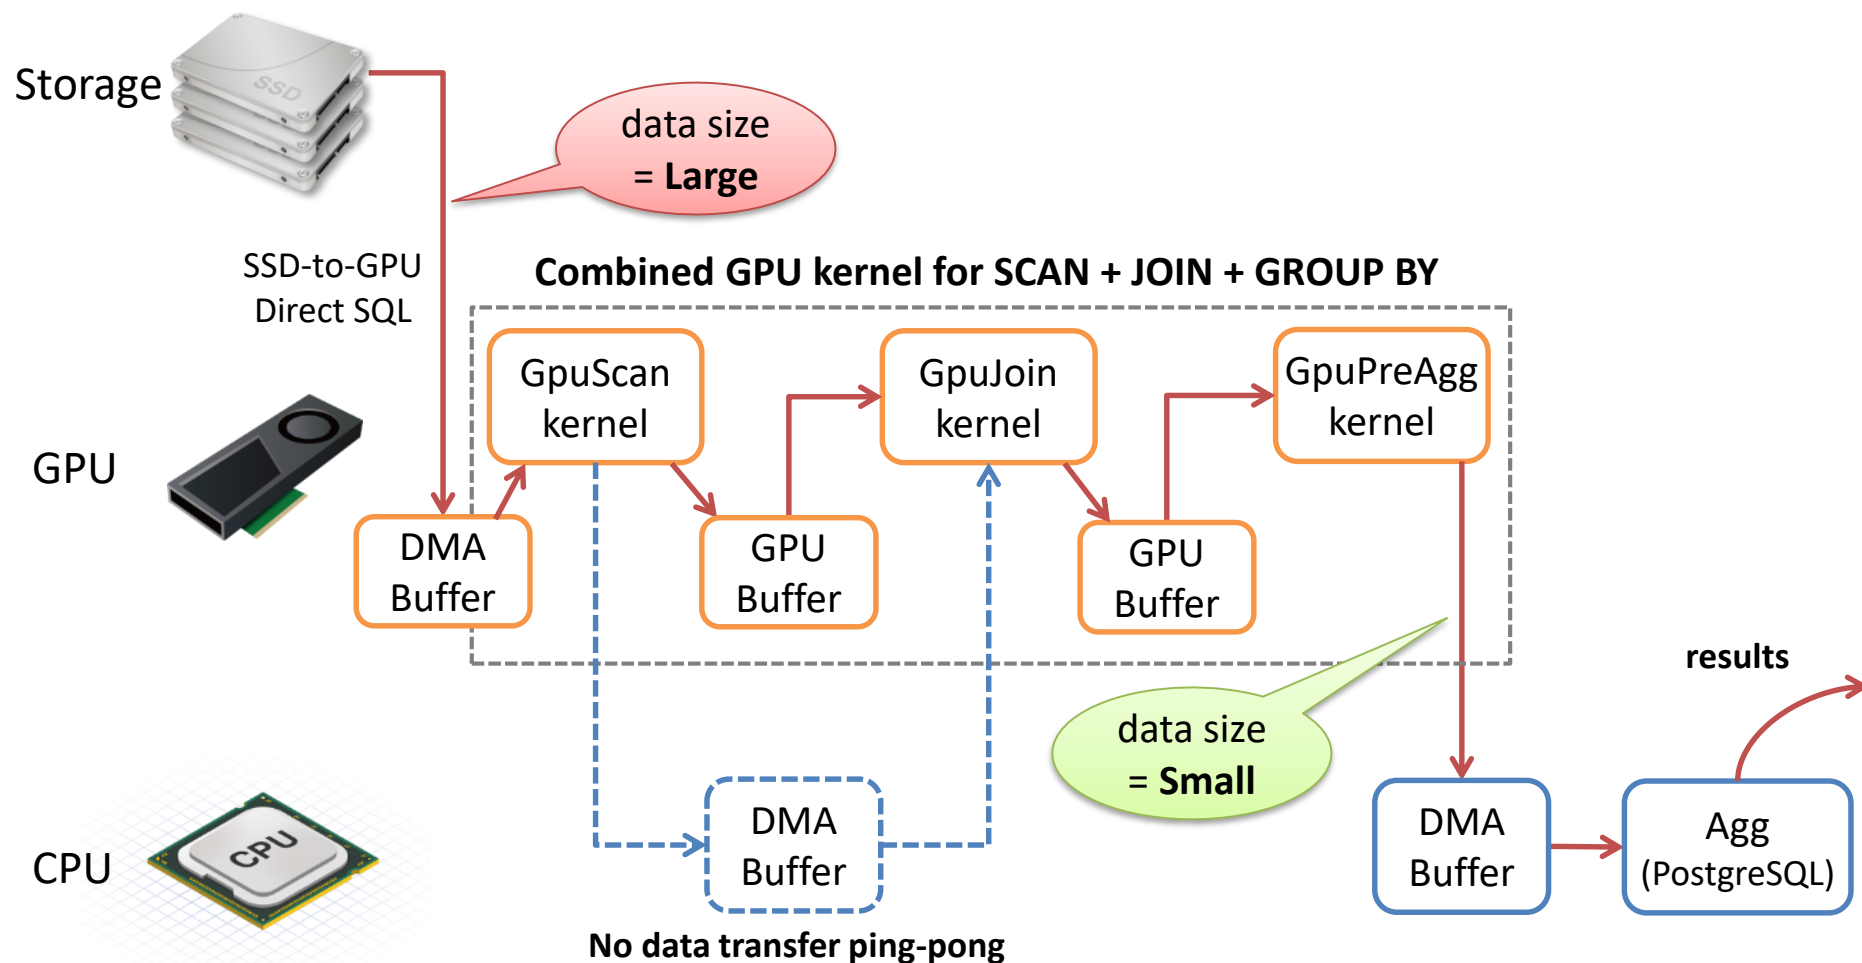 Storage
SSD
data size
= Large
SSD-to-GPU
Direct SQL
Combined GPU kernel for SCAN + JOIN + GROUP BY
GpuScan
kernel
GpuJoin
kernel
GpuPreAgg
kernel
GPU
DMA
Buffer
GPU
Buffer
GPU
Buffer
results
data size
= Small
CPU
CPU
DMA
Buffer
DMA
Buffer
Agg
(PostgreSQL)
No data transfer ping-pong